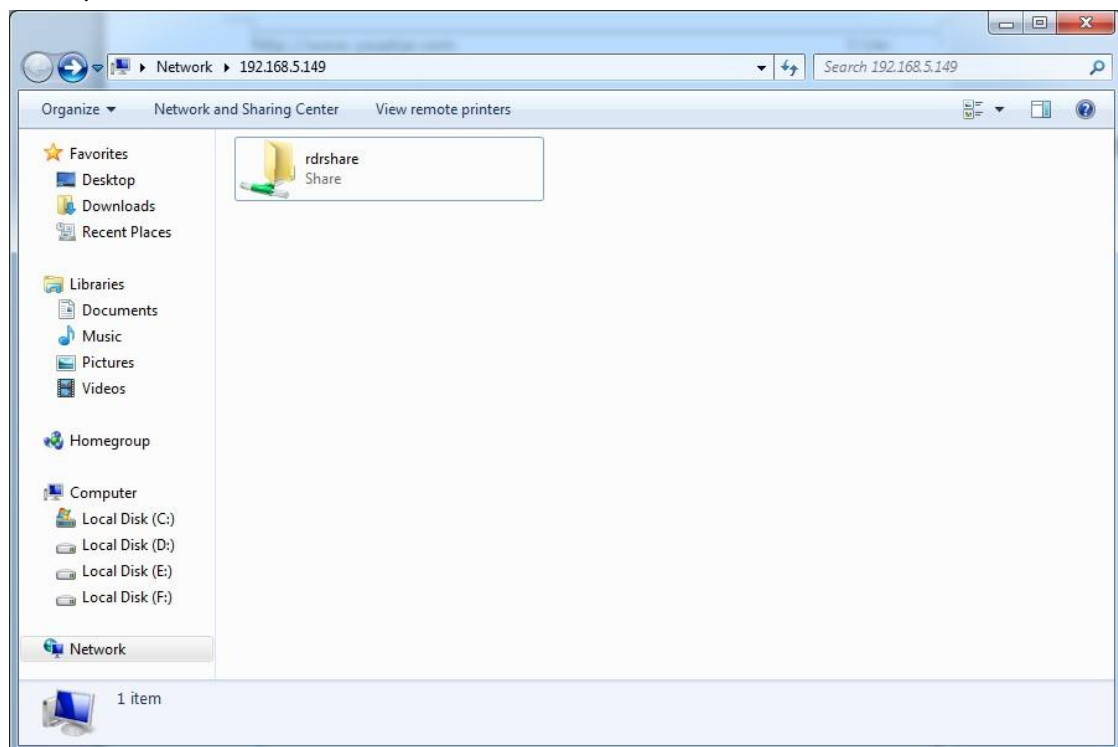 Network ▸ 192.168.5.149
Search 192.168.5.149
Organize ▾ Network and Sharing Center View remote printers
Favorites
Desktop
Downloads
Recent Places
Libraries
Documents
Music
Pictures
Videos
Homegroup
Computer
Local Disk (C:)
Local Disk (D:)
Local Disk (E:)
Local Disk (F:)
Network
rdrshare
Share
1 item